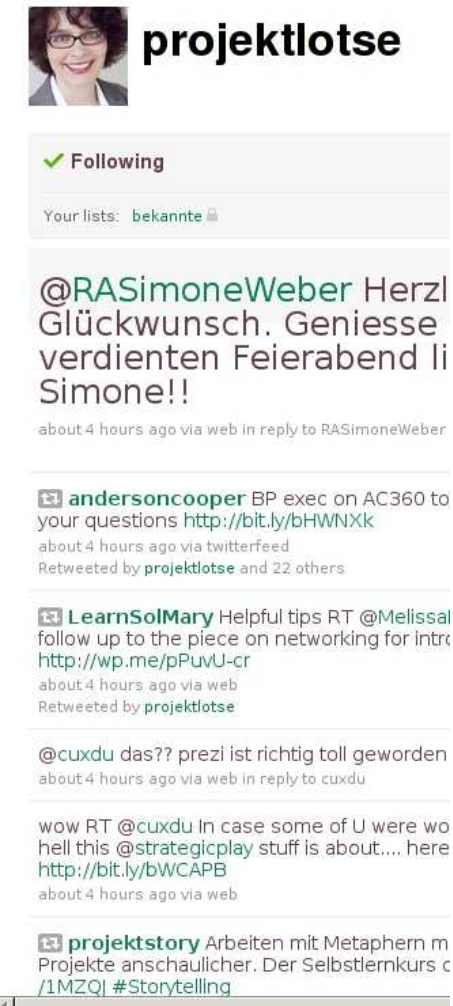 projektlotse
Following
Your lists: bekannte
@RASimoneWeber Herzl
Glückwunsch. Geniesse
verdienten Feierabend li
Simone!!
about 4 hours ago via web in reply to RASimoneWeber
andersoncooper BP exec on AC360 to
your questions http://bit.ly/bHWNXk
about 4 hours ago via twitterfeed
Retweeted by projektlotse and 22 others
LearnSolMary Helpful tips RT @Melissa
follow up to the piece on networking for intro
http://wp.me/pPuvU-cr
about 4 hours ago via web
Retweeted by projektlotse
@cuxdu das?? prezi ist richtig toll geworden
about 4 hours ago via web in reply to cuxdu
wow RT @cuxdu In case some of U were wo
hell this @strategicplay stuff is about.... here
http://bit.ly/bWCAPB
about 4 hours ago via web
projektstory Arbeiten mit Metaphern m
Projekte anschaulicher. Der Selbstlernkurs
/1MZQJ #Storytelling